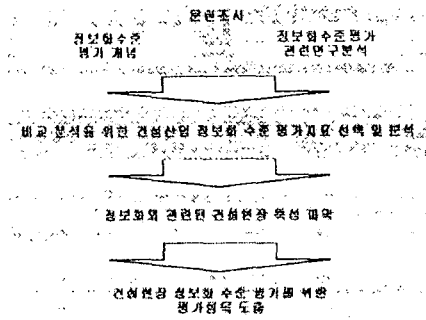 문헌조사
정보화수준
평가 개념
정보화수준평가
관련연구분석
비교 분석을 위한 건설산업 정보화 수준 평가지표 선택 및 분석
정보화와 관련된 건설현장 특성 파악
건설현장 정보화 수준 평가를 위한
평가항목 도출